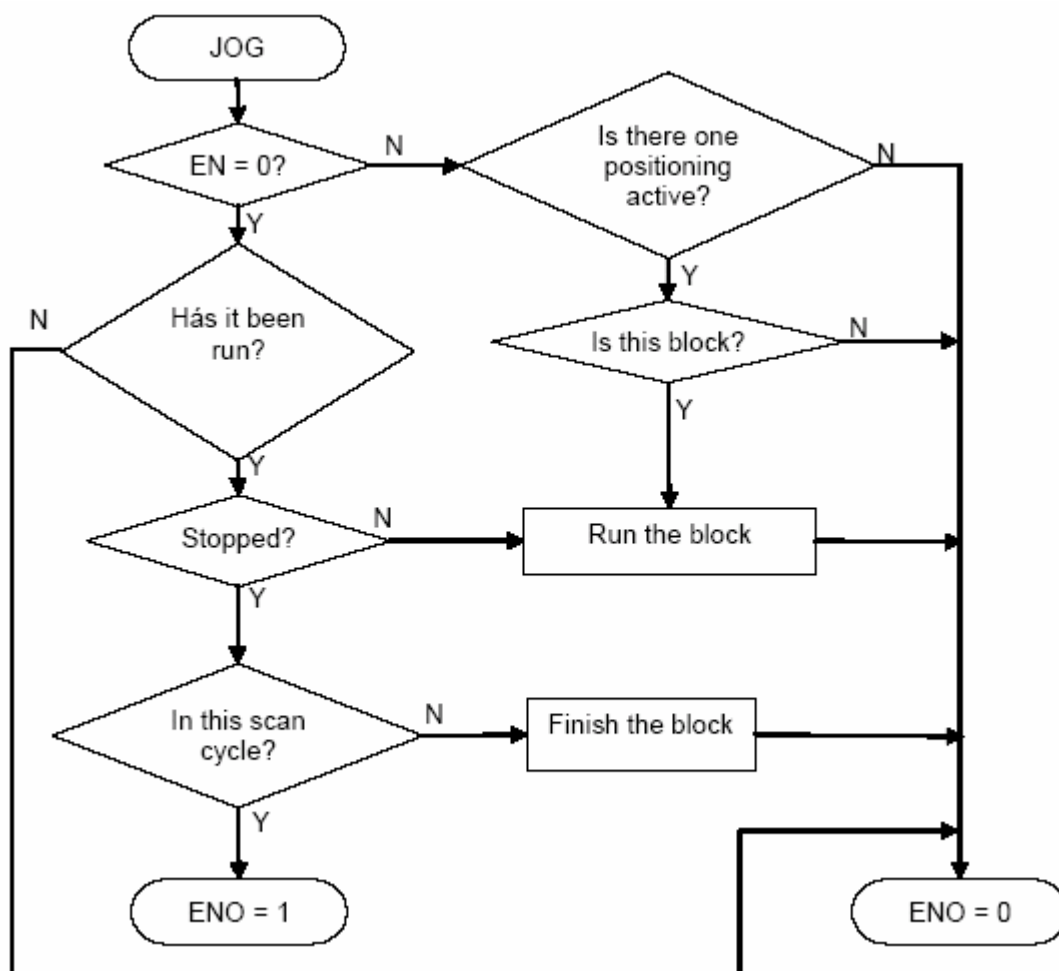 JOG
EN = 0?
N
Is there one
positioning
active?
N
Y
Y
N
Hás it been
run?
Is this block?
N
Y
Y
Stopped?
N
Run the block
Y
In this scan
cycle?
N
Finish the block
Y
ENO = 1
ENO = 0